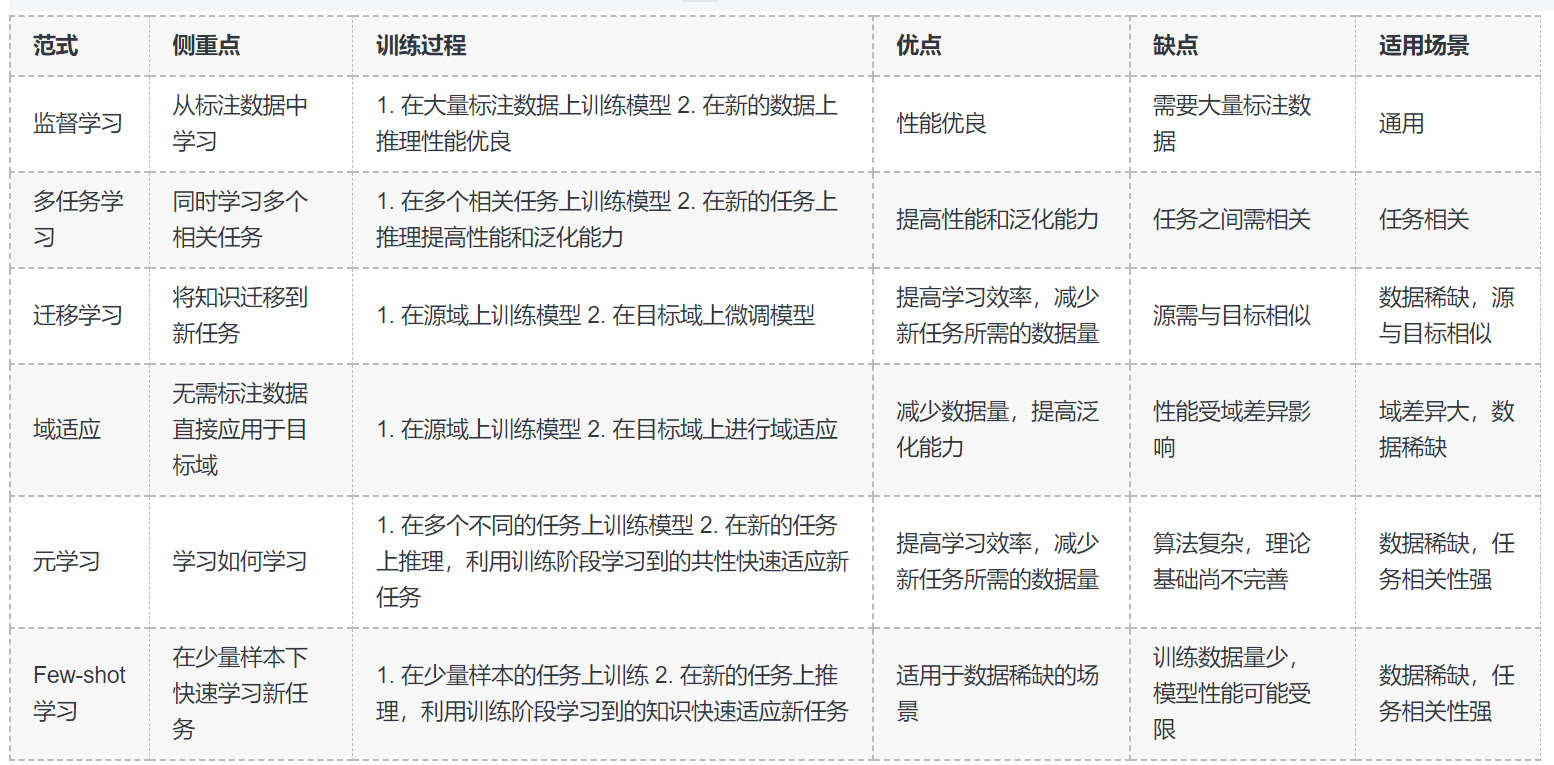 范式 侧重点 训练过程 优点 缺点 适用场景
监督学习
从标注数据中
学习
1. 在大量标注数据上训练模型 2. 在新的数据上
推理性能优良
性能优良
需要大量标注数
据
通用
多任务学
习
同时学习多个
相关任务
1. 在多个相关任务上训练模型 2. 在新的任务上
推理提高性能和泛化能力
提高性能和泛化能力
任务之间需相关
任务相关
迁移学习
将知识迁移到
新任务
1. 在源域上训练模型 2. 在目标域上微调模型
提高学习效率，减少
新任务所需的数据量
源需与目标相似
数据稀缺，源
与目标相似
域适应
无需标注数据
直接应用于目
标域
1. 在源域上训练模型 2. 在目标域上进行域适应
减少数据量，提高泛
化能力
性能受域差异影
响
域差异大，数
据稀缺
元学习
学习如何学习
1. 在多个不同的任务上训练模型 2. 在新的任务
上推理，利用训练阶段学习到的共性快速适应新
任务
提高学习效率，减少
新任务所需的数据量
算法复杂，理论
基础尚不完善
数据稀缺，任
务相关性强
Few-shot
学习
在少量样本下
快速学习新任
务
1. 在少量样本的任务上训练 2. 在新的任务上推
理，利用训练阶段学习到的知识快速适应新任务
适用于数据稀缺的场
景
训练数据量少，
模型性能可能受
限
数据稀缺，任
务相关性强